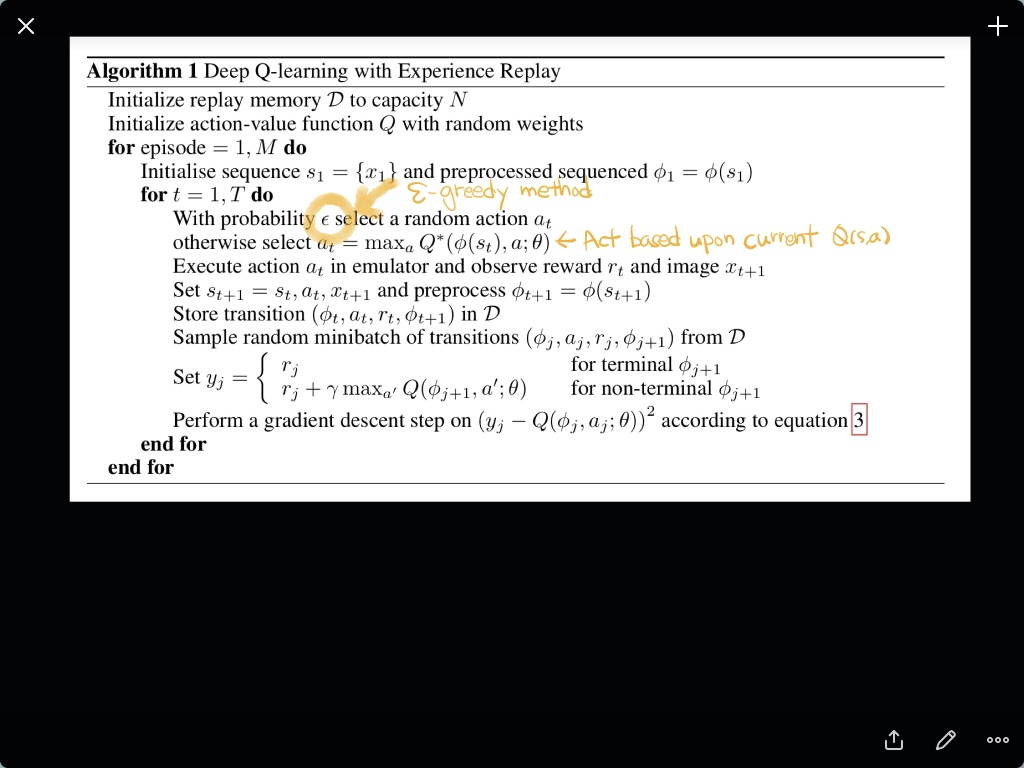 Algorithm 1 Deep Q-learning with Experience Replay
Initialize replay memory 𝒟 to capacity N
Initialize action-value function Q with random weights
for episode = 1, M do
Initialise sequence s₁ = {x₁} and preprocessed sequenced ϕ₁ = ϕ(s₁)
for t = 1, T do
Σ-greedy method
With probability ϵ select a random action aₜ
otherwise select aₜ = maxₐ Q*(ϕ(sₜ), a; θ) ← Act based upon current Q(s,a)
Execute action aₜ in emulator and observe reward rₜ and image xₜ₊₁
Set sₜ₊₁ = sₜ, aₜ, xₜ₊₁ and preprocess ϕₜ₊₁ = ϕ(sₜ₊₁)
Store transition (ϕₜ, aₜ, rₜ, ϕₜ₊₁) in 𝒟
Sample random minibatch of transitions (ϕⱼ, aⱼ, rⱼ, ϕⱼ₊₁) from 𝒟
Set yⱼ = { rⱼ for terminal ϕⱼ₊₁
rⱼ + γ maxₐ′ Q(ϕⱼ₊₁, a′; θ) for non-terminal ϕⱼ₊₁
Perform a gradient descent step on (yⱼ − Q(ϕⱼ, aⱼ; θ))² according to equation 3
end for
end for